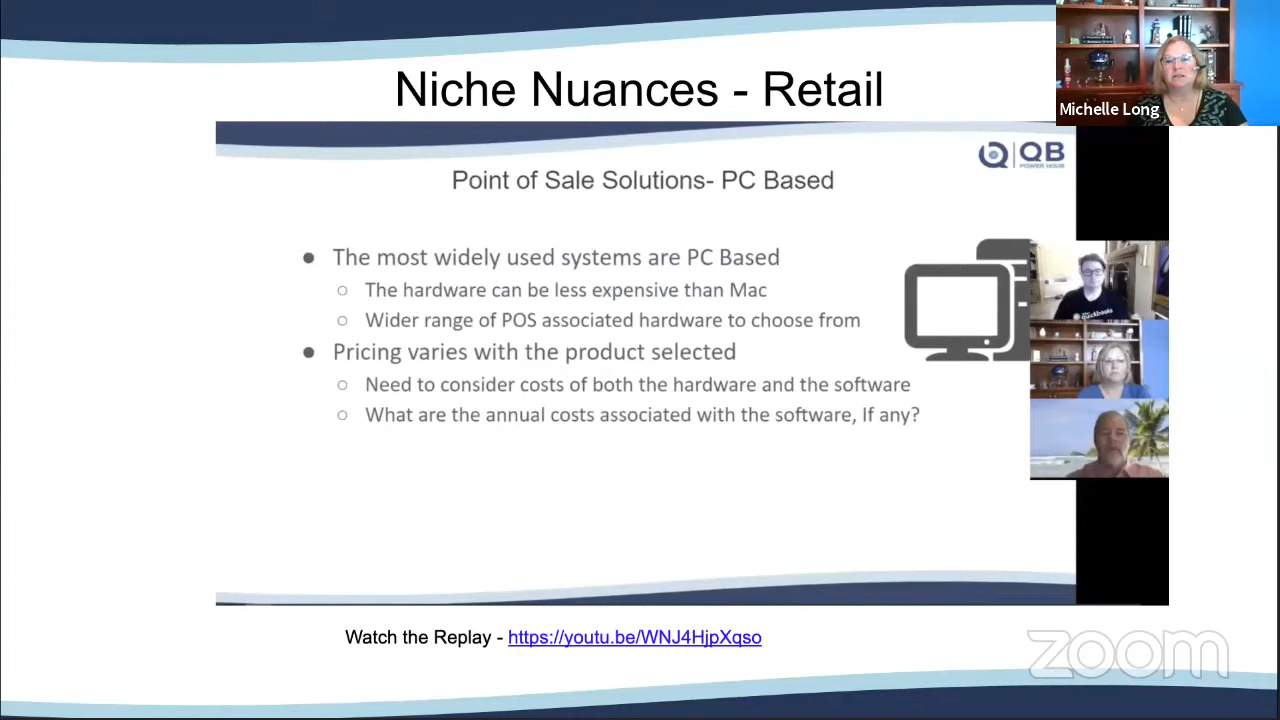 Niche Nuances - Retail
Michelle Long
QB
POWER HOUR
Point of Sale Solutions- PC Based
● The most widely used systems are PC Based
○ The hardware can be less expensive than Mac
○ Wider range of POS associated hardware to choose from
● Pricing varies with the product selected
○ Need to consider costs of both the hardware and the software
○ What are the annual costs associated with the software, If any?
quickbooks
Watch the Replay - https://youtu.be/WNJ4HjpXqso
zoom